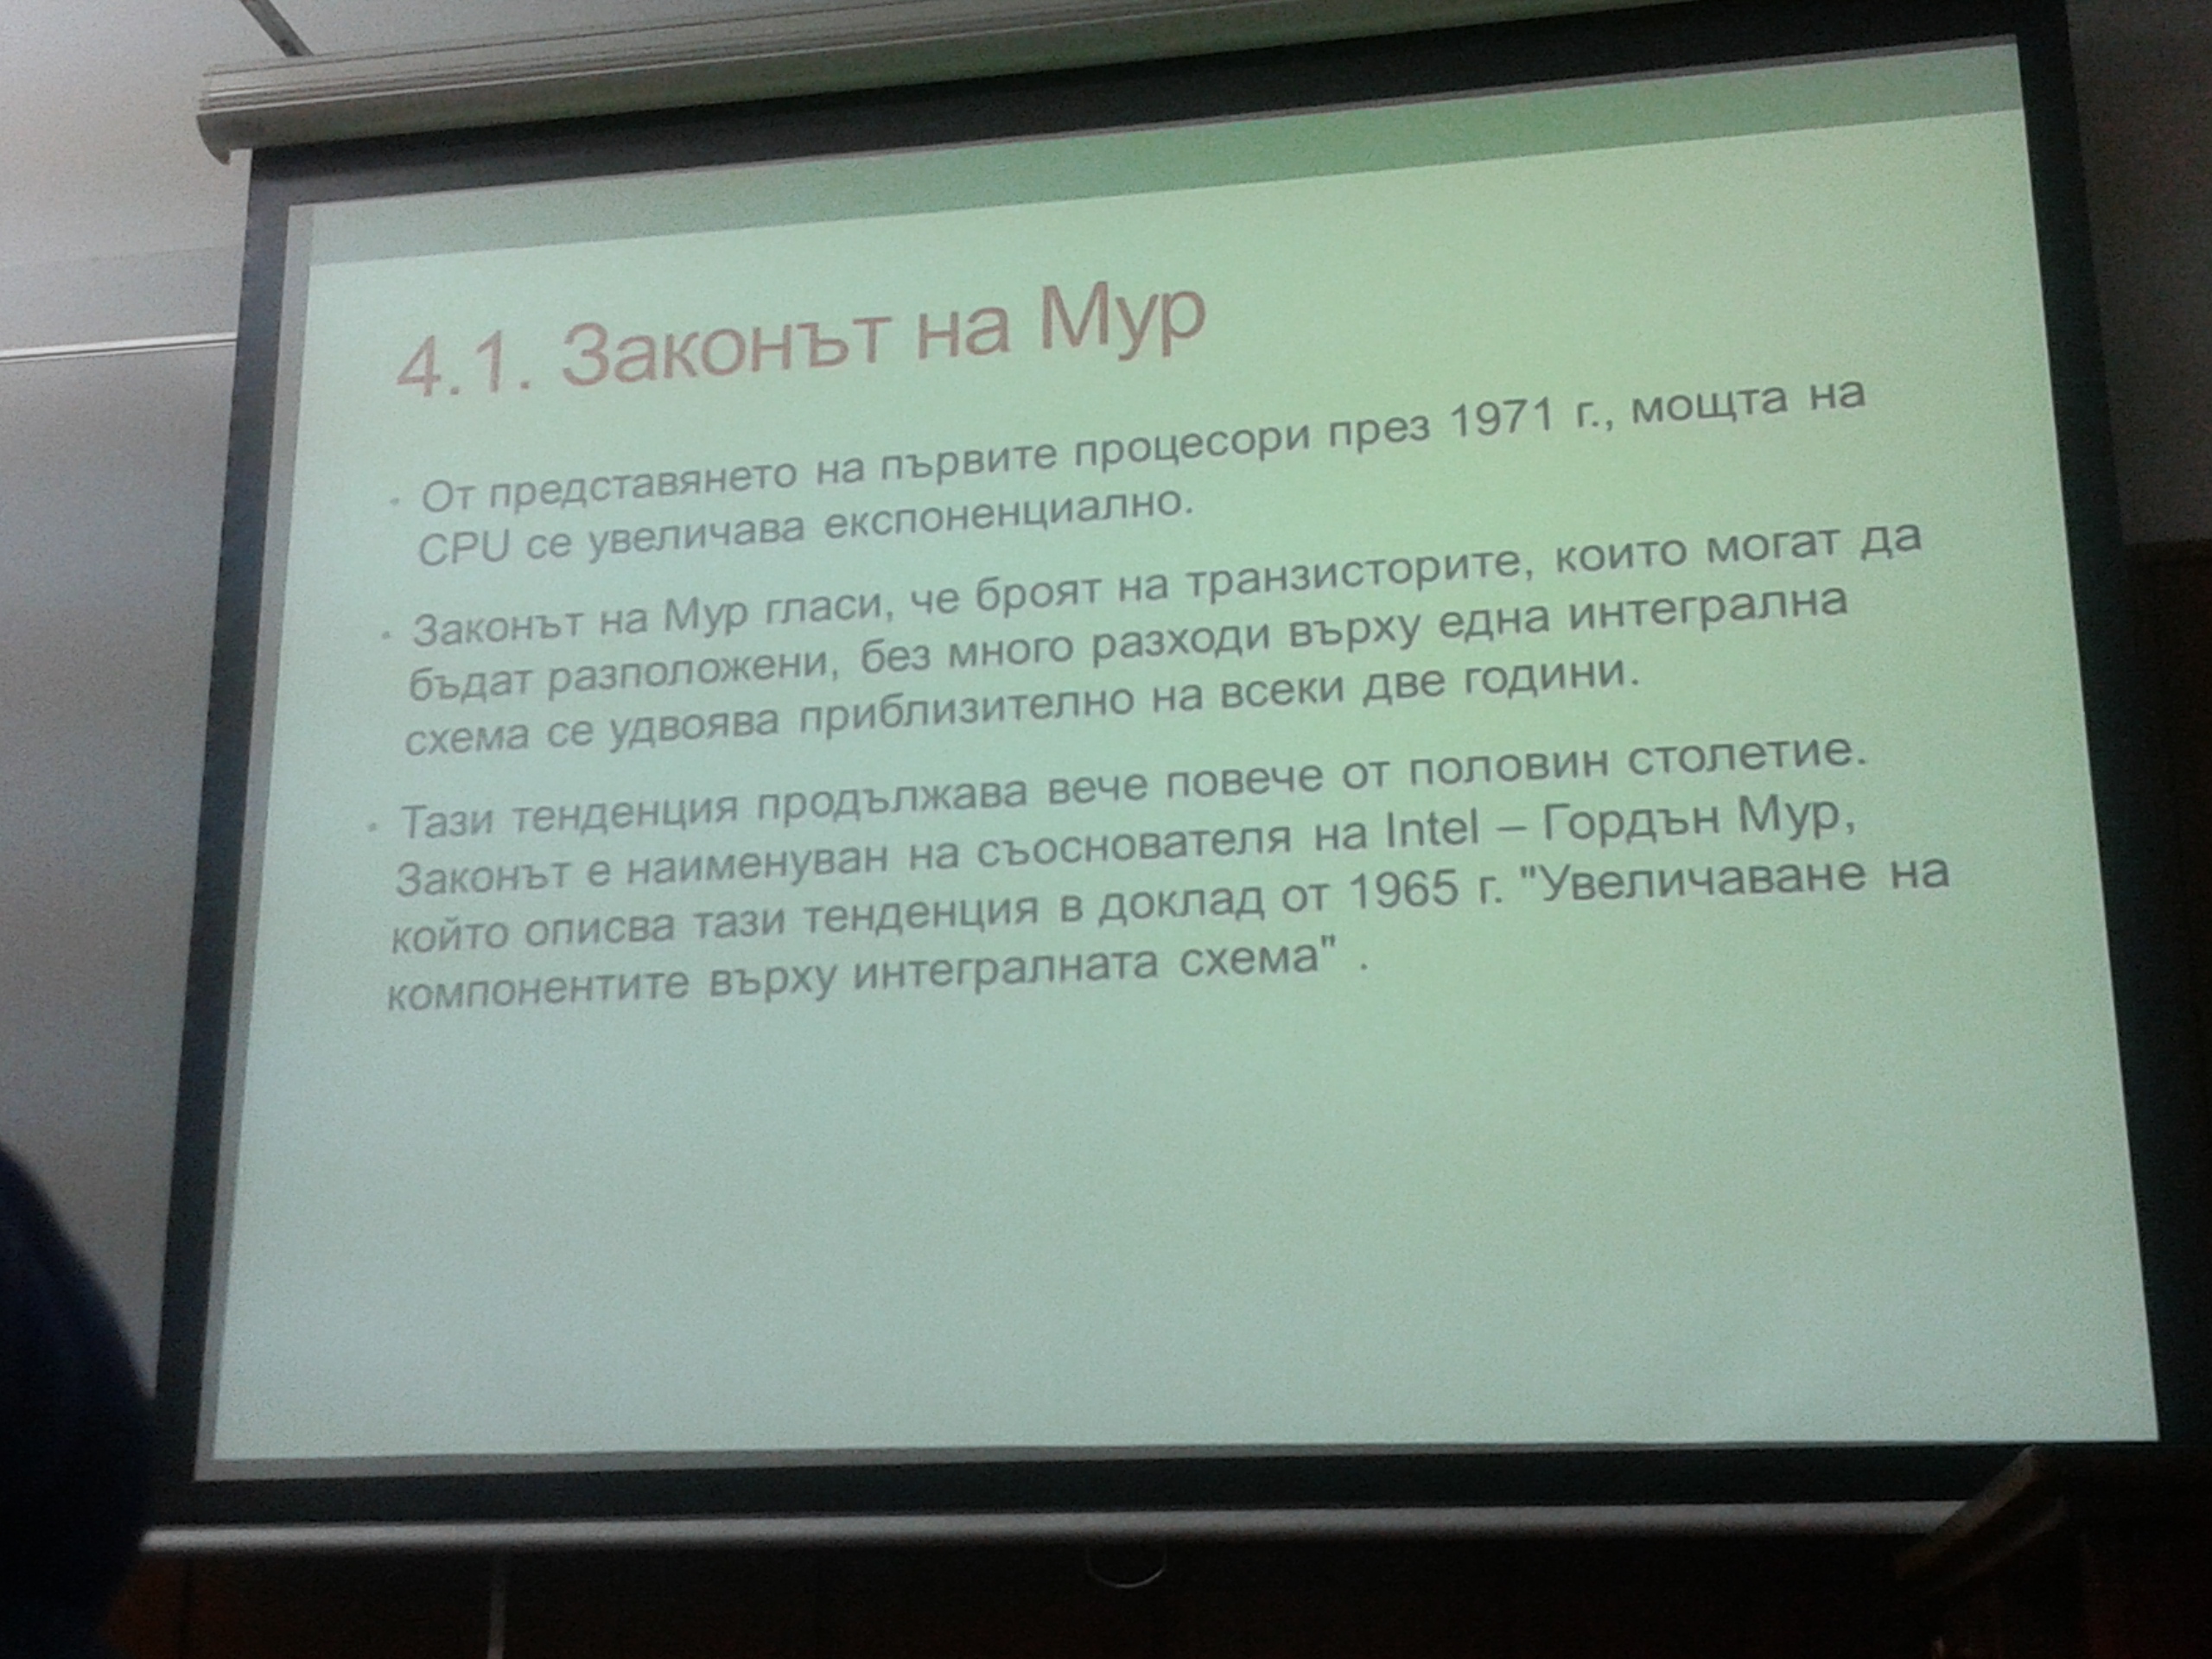 4.1. Законът на Мур
• От представянето на първите процесори през 1971 г., мощта на
CPU се увеличава експоненциално.
• Законът на Мур гласи, че броят на транзисторите, които могат да
бъдат разположени, без много разходи върху една интегрална
схема се удвоява приблизително на всеки две години.
• Тази тенденция продължава вече повече от половин столетие.
Законът е наименуван на съоснователя на Intel – Гордън Мур,
който описва тази тенденция в доклад от 1965 г. "Увеличаване на
компонентите върху интегралната схема" .